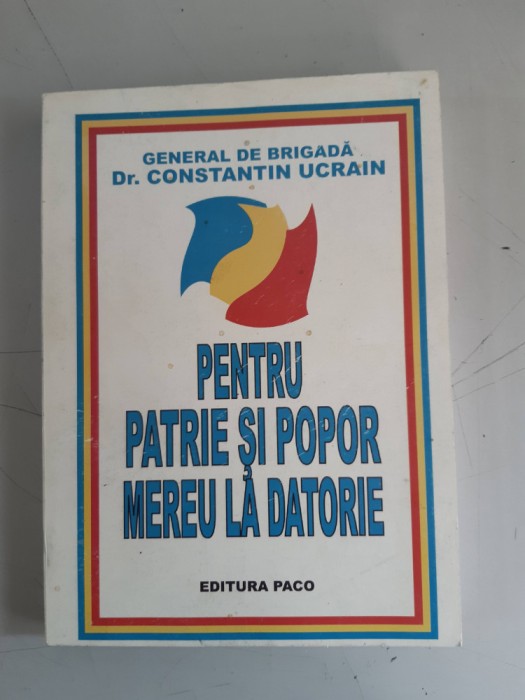 GENERAL DE BRIGADĂ
Dr. CONSTANTIN UCRAIN
PENTRU
PATRIE ȘI POPOR
MEREU LA DATORIE
EDITURA PACO